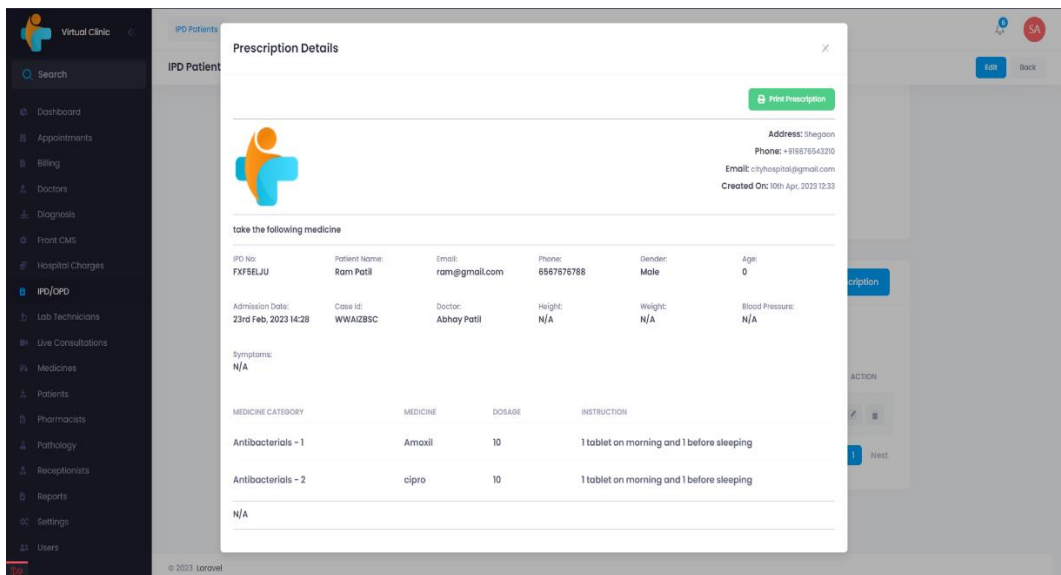 Virtual Clinic
Search
Dashboard
Appointments
Billing
Doctors
Diagnosis
Front CMS
Hospital Charges
IPD/OPD
Lab Technicians
Live Consultations
Medicines
Patients
Pharmacists
Pathology
Receptionists
Reports
Settings
Users
IPD Patients
6
SA
IPD Patient
Edit Back
Prescription Details
Print Prescription
Address: Shegaon
Phone: +919876543210
Email: cityhospital@gmail.com
Created On: 10th Apr, 2023 12:33
take the following medicine
IPD No: Patient Name: Email: Phone: Gender: Age:
FXF5ELJU Ram Patil ram@gmail.com 6567676788 Male 0
Admission Date: Case Id: Doctor: Height: Weight: Blood Pressure:
23rd Feb, 2023 14:28 WWAIZBSC Abhay Patil N/A N/A N/A
Symptoms:
N/A
MEDICINE CATEGORY MEDICINE DOSAGE INSTRUCTION
Antibacterials - 1 Amoxil 10 1 tablet on morning and 1 before sleeping
Antibacterials - 2 cipro 10 1 tablet on morning and 1 before sleeping
N/A
cription
ACTION
1 Next
© 2023 Laravel